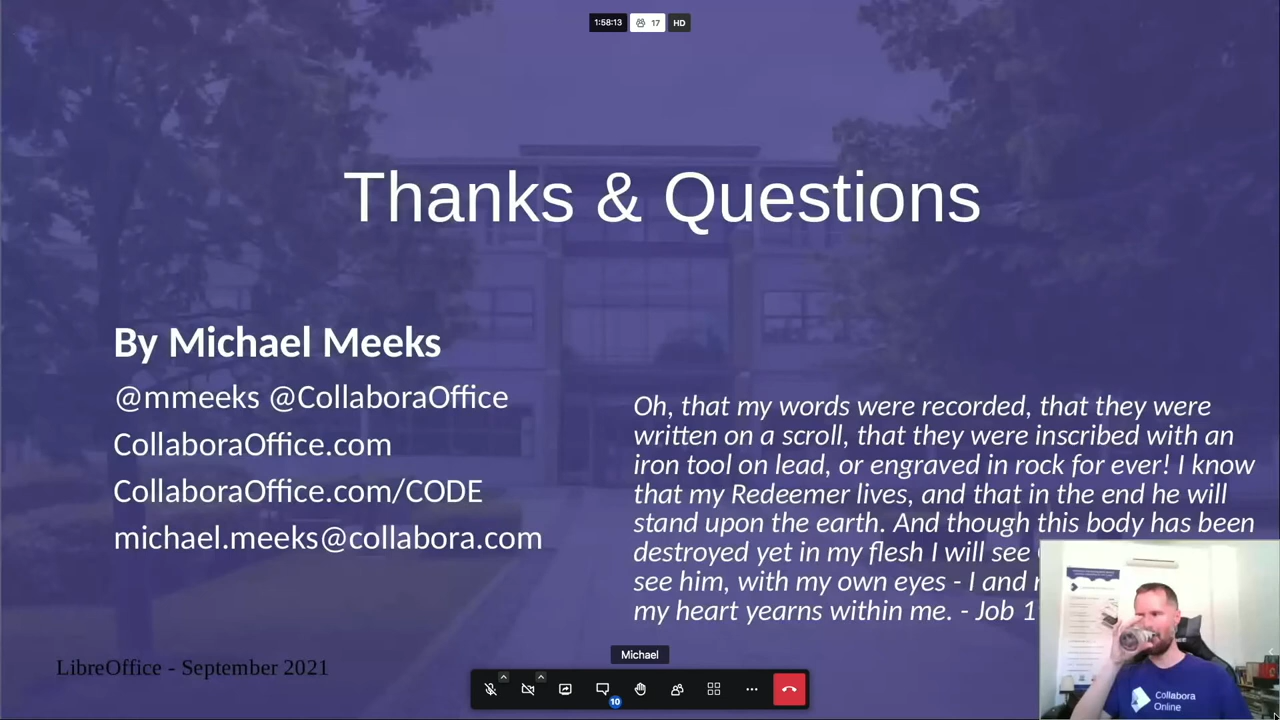 1:58:13
17
HD
Thanks & Questions
By Michael Meeks
@mmeeks @CollaboraOffice
CollaboraOffice.com
CollaboraOffice.com/CODE
michael.meeks@collabora.com
Oh, that my words were recorded, that they were
written on a scroll, that they were inscribed with an
iron tool on lead, or engraved in rock for ever! I know
that my Redeemer lives, and that in the end he will
stand upon the earth. And though this body has been
destroyed yet in my flesh I will see
see him, with my own eyes - I and
my heart yearns within me. - Job
LibreOffice - September 2021
Michael
10
Collabora
Online